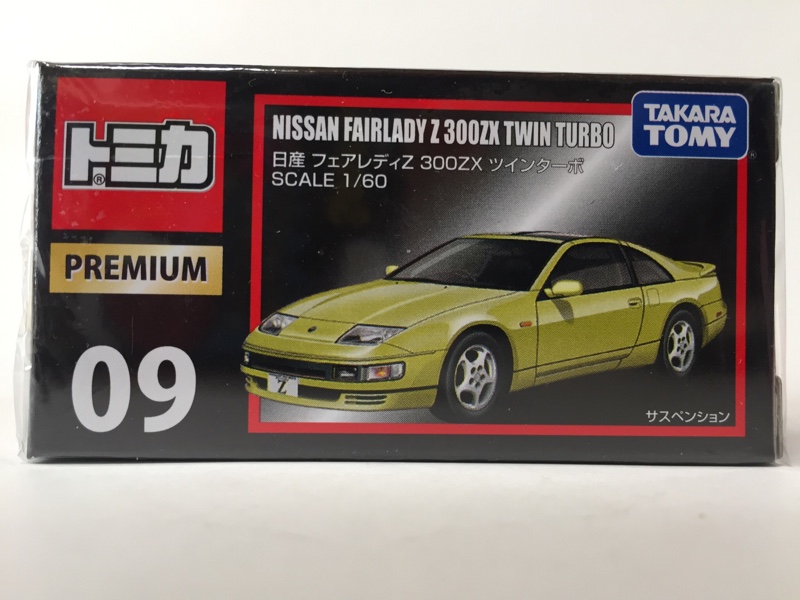 トミカ
®
PREMIUM
09
NISSAN FAIRLADY Z 300ZX TWIN TURBO
日産 フェアレディZ 300ZX ツインターボ
SCALE 1/60
TAKARA
TOMY
®
Z
サスペンション